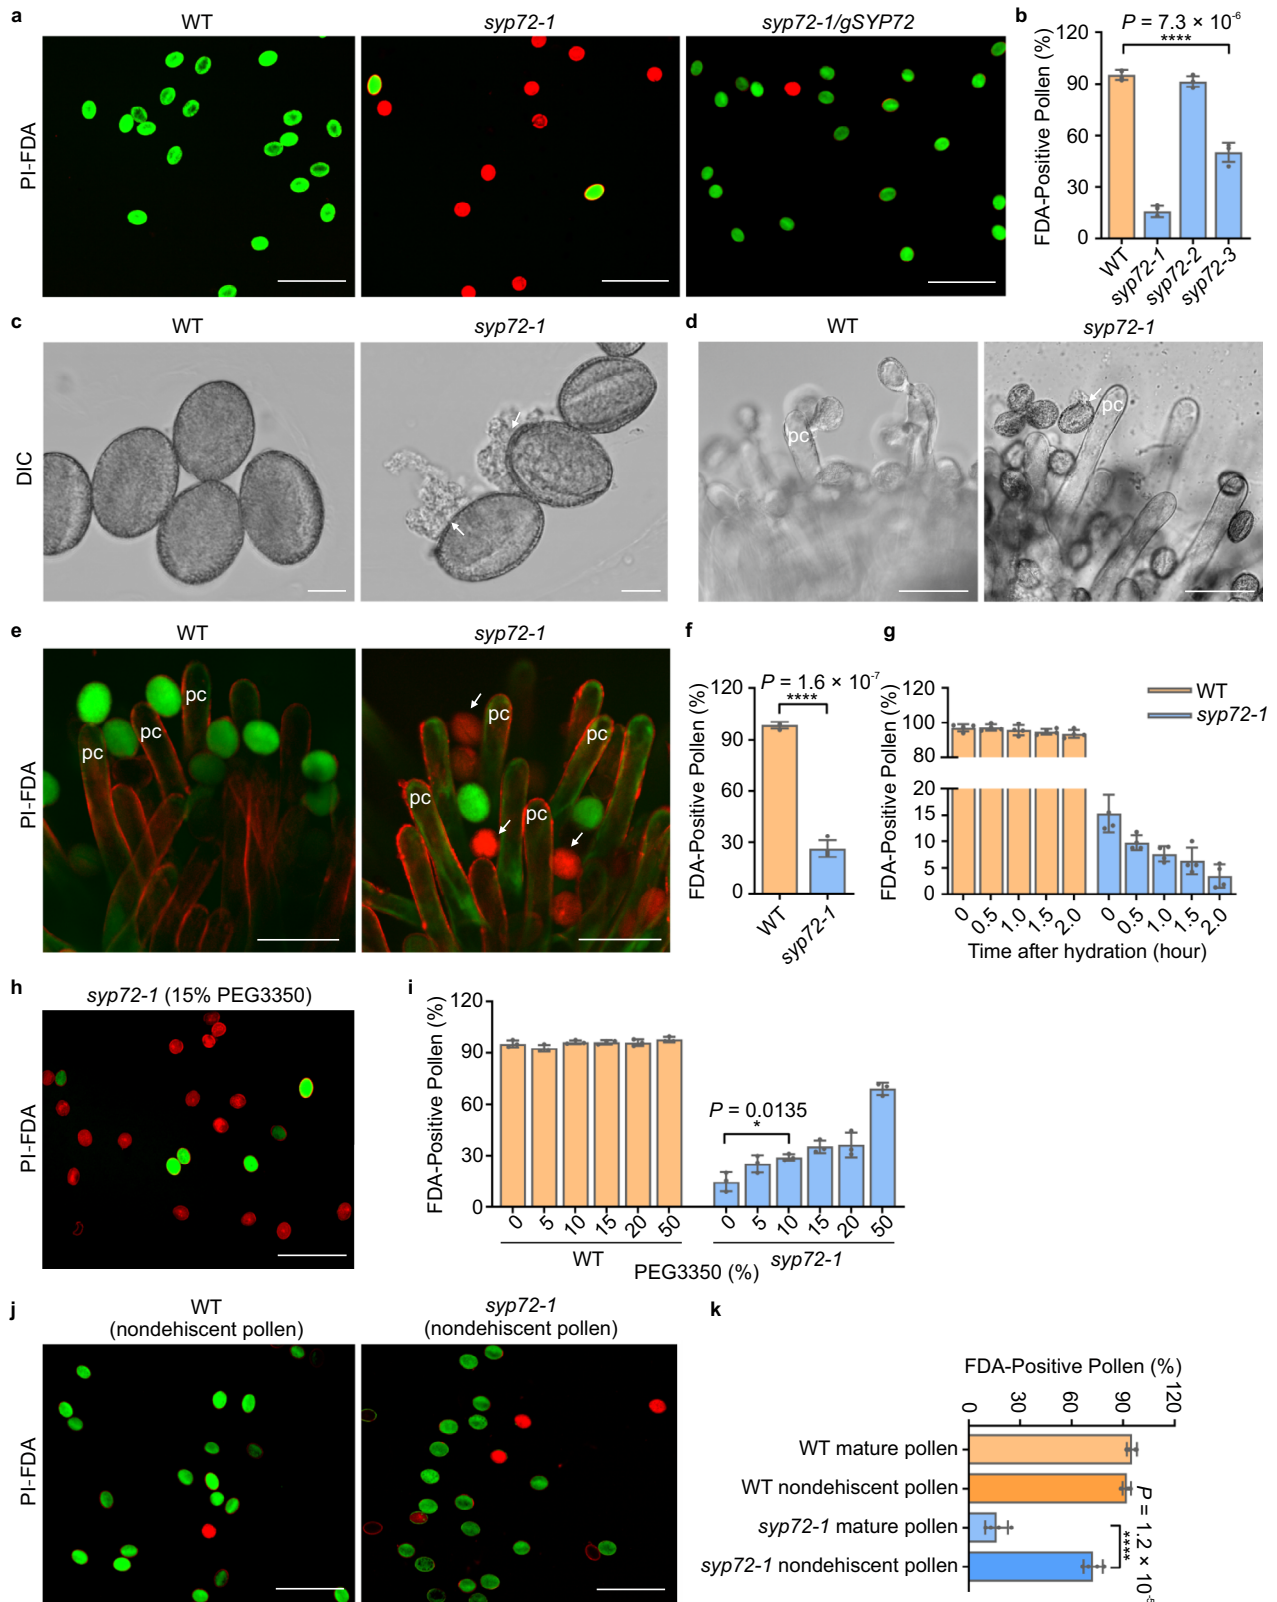 a
WT
syp72-1
syp72-1/gSYP72
PI-FDA
b
P = 7.3 × 10-6
****
FDA-Positive Pollen (%)
120
90
60
30
0
WT
syp72-1
syp72-2
syp72-3
c
WT
syp72-1
DIC
d
WT
syp72-1
pc
pc
e
WT
syp72-1
PI-FDA
pc
pc
pc
pc
pc
pc
pc
f
P = 1.6 × 10-7
****
FDA-Positive Pollen (%)
120
90
60
30
0
WT
syp72-1
g
WT
syp72-1
FDA-Positive Pollen (%)
120
100
80
20
15
10
5
0
0 0.5 1.0 1.5 2.0 0 0.5 1.0 1.5 2.0
Time after hydration (hour)
h
syp72-1 (15% PEG3350)
PI-FDA
i
FDA-Positive Pollen (%)
120
90
60
30
0
P = 0.0135
*
0 5 10 15 20 50 0 5 10 15 20 50
WT
syp72-1
PEG3350 (%)
j
WT
(nondehiscent pollen)
syp72-1
(nondehiscent pollen)
PI-FDA
k
FDA-Positive Pollen (%)
0 30 60 90 120
WT mature pollen
WT nondehiscent pollen
syp72-1 mature pollen
syp72-1 nondehiscent pollen
****
P = 1.2 × 10-5